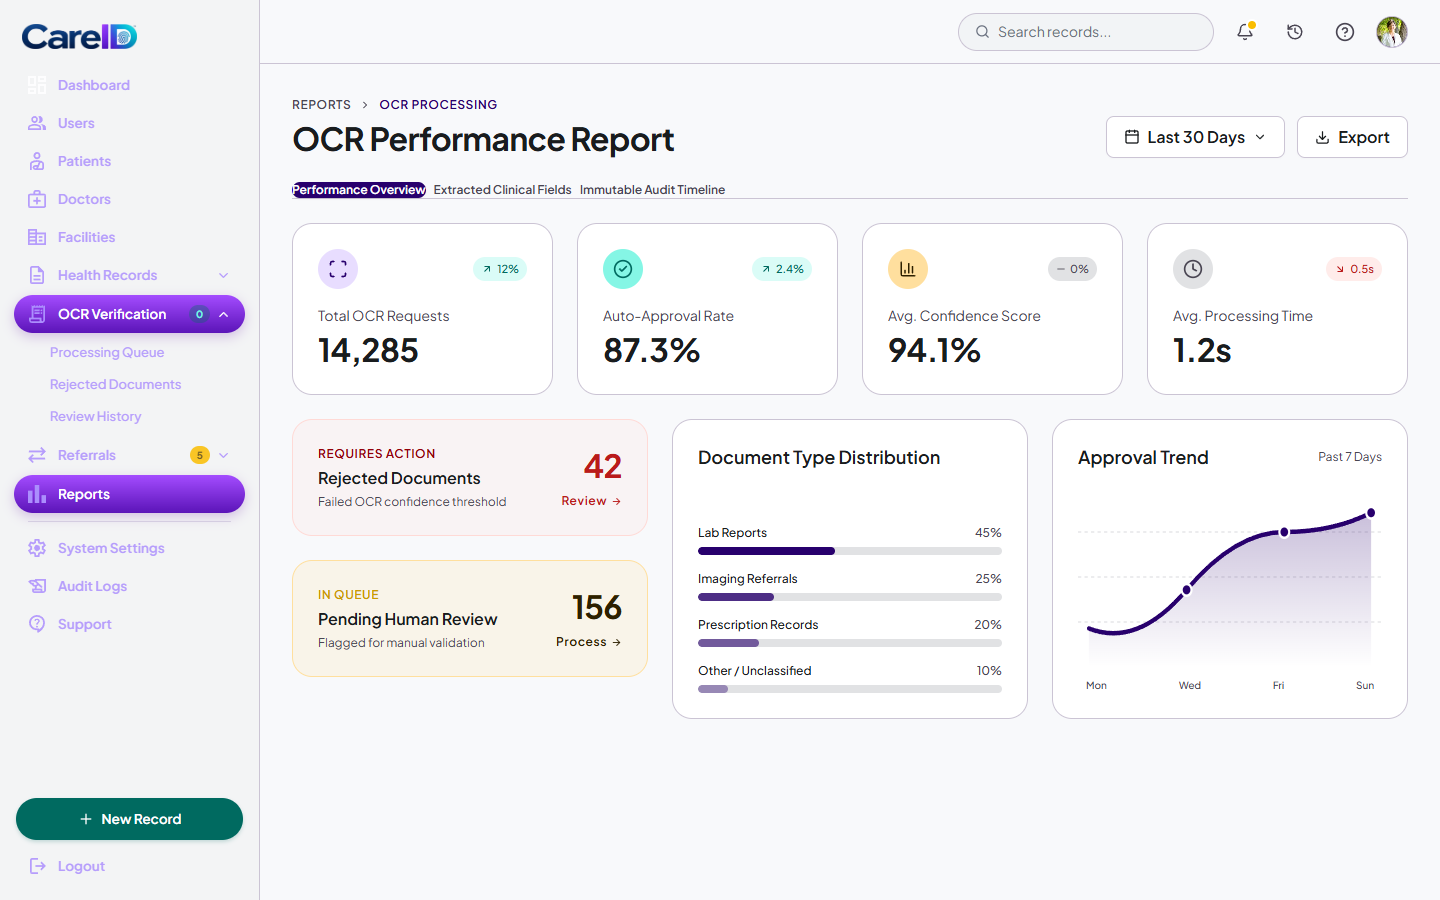 CareID
Dashboard
Users
Patients
Doctors
Facilities
Health Records
OCR Verification 0
Processing Queue
Rejected Documents
Review History
Referrals 5
Reports
System Settings
Audit Logs
Support
New Record
Logout
Search records...
REPORTS > OCR PROCESSING
OCR Performance Report
Last 30 Days
Export
Performance Overview Extracted Clinical Fields Immutable Audit Timeline
12%
Total OCR Requests
14,285
2.4%
Auto-Approval Rate
87.3%
0%
Avg. Confidence Score
94.1%
0.5s
Avg. Processing Time
1.2s
REQUIRES ACTION
Rejected Documents
Failed OCR confidence threshold
42
Review →
IN QUEUE
Pending Human Review
Flagged for manual validation
156
Process →
Document Type Distribution
Lab Reports 45%
Imaging Referrals 25%
Prescription Records 20%
Other / Unclassified 10%
Approval Trend
Past 7 Days
Mon Wed Fri Sun